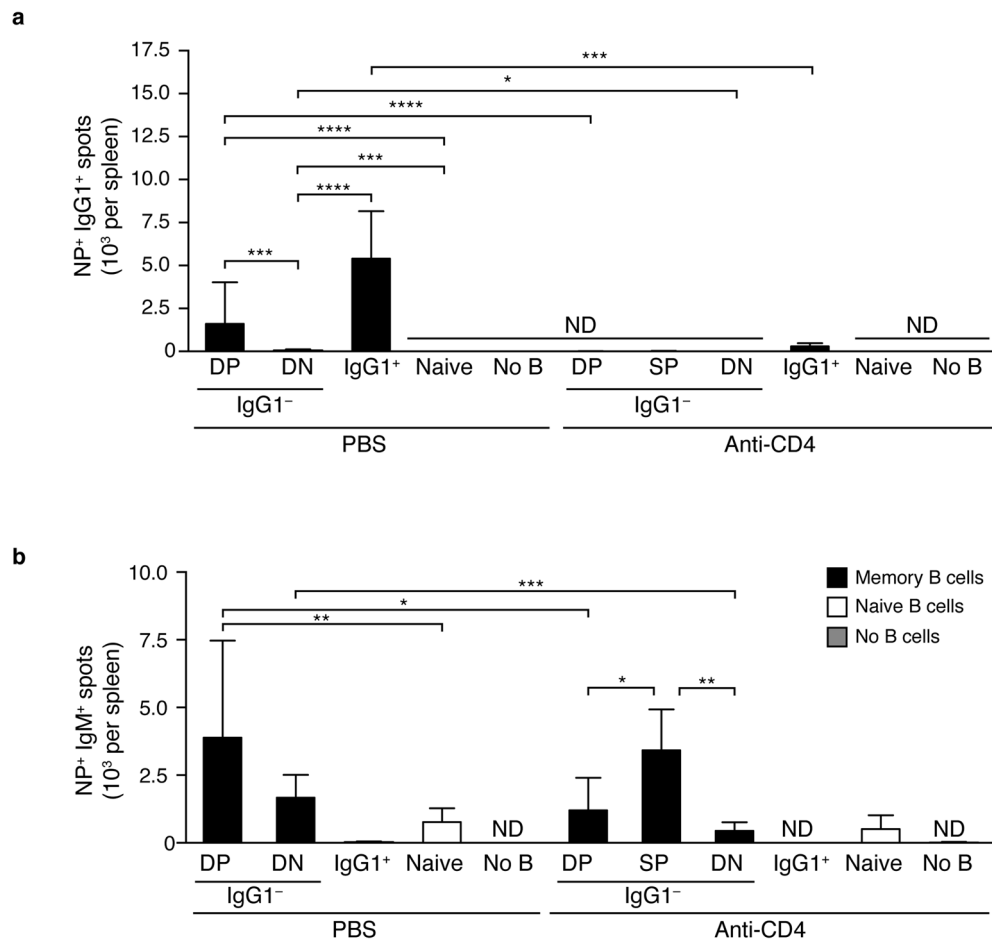 a
NP⁺ IgG1⁺ spots
(10³ per spleen)
17.5
15.0
12.5
10.0
7.5
5.0
2.5
0
***
*
****
****
***
****
***
ND
ND
DP DN IgG1⁺ Naive No B DP SP DN IgG1⁺ Naive No B
IgG1⁻ IgG1⁻
PBS Anti-CD4
b
NP⁺ IgM⁺ spots
(10³ per spleen)
10.0
7.5
5.0
2.5
0
***
*
**
* **
ND ND ND
Memory B cells
Naive B cells
No B cells
DP DN IgG1⁺ Naive No B DP SP DN IgG1⁺ Naive No B
IgG1⁻ IgG1⁻
PBS Anti-CD4